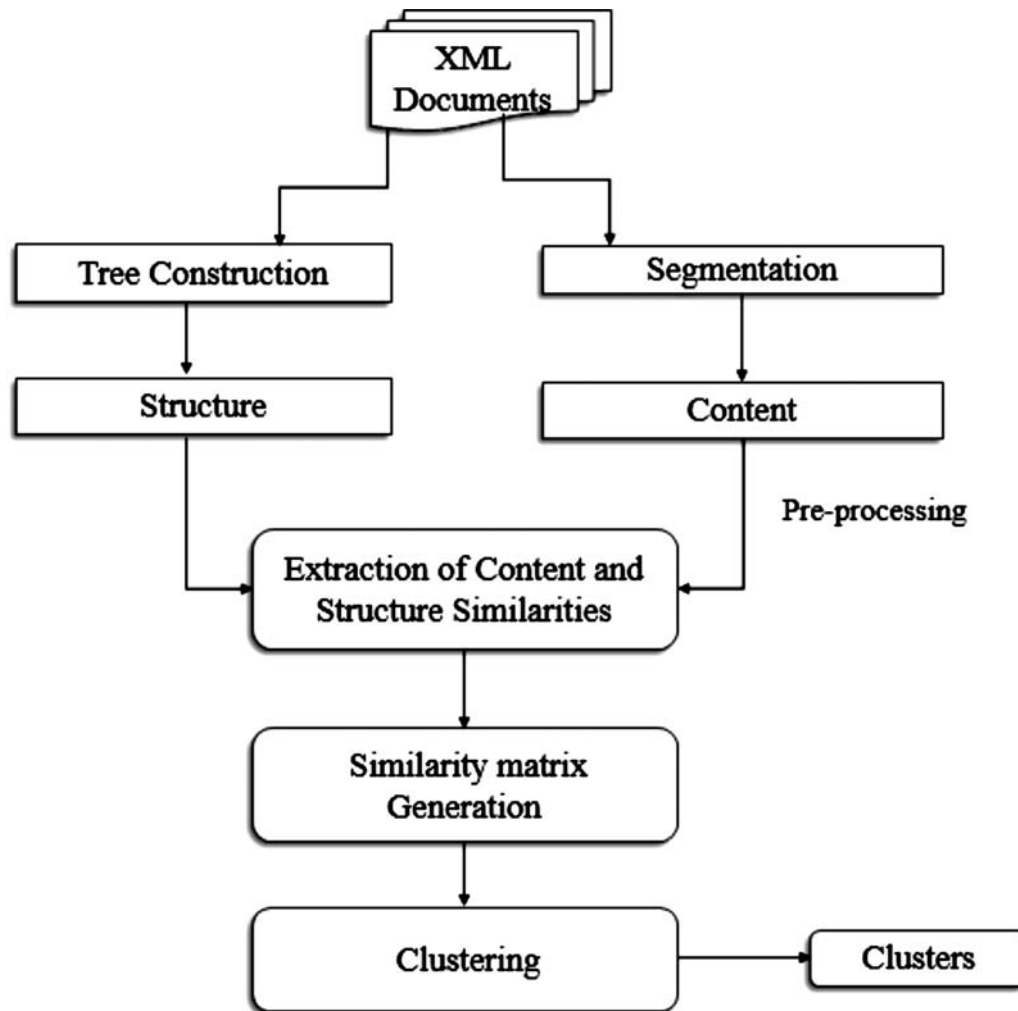 XML
Documents
Tree Construction
Segmentation
Structure
Content
Pre-processing
Extraction of Content and
Structure Similarities
Similarity matrix
Generation
Clustering
Clusters